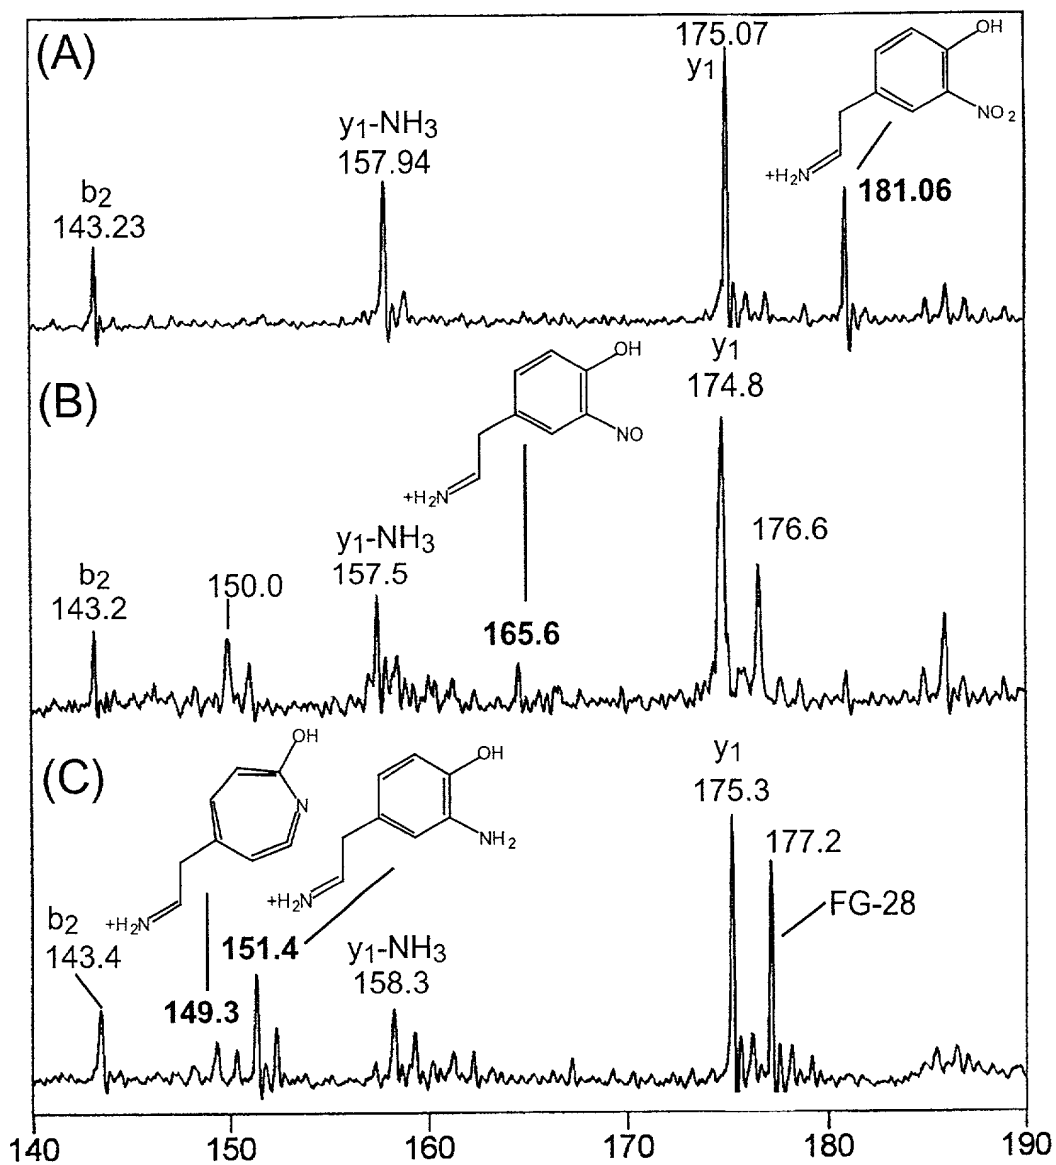 (A)
175.07
y1
OH
NO2
+H2N
181.06
y1-NH3
157.94
b2
143.23
(B)
OH
NO
+H2N
y1
174.8
176.6
y1-NH3
157.5
165.6
b2
143.2
150.0
(C)
OH
N
+H2N
OH
NH2
+H2N
y1
175.3
177.2
FG-28
b2
143.4
149.3
151.4
y1-NH3
158.3
140 150 160 170 180 190